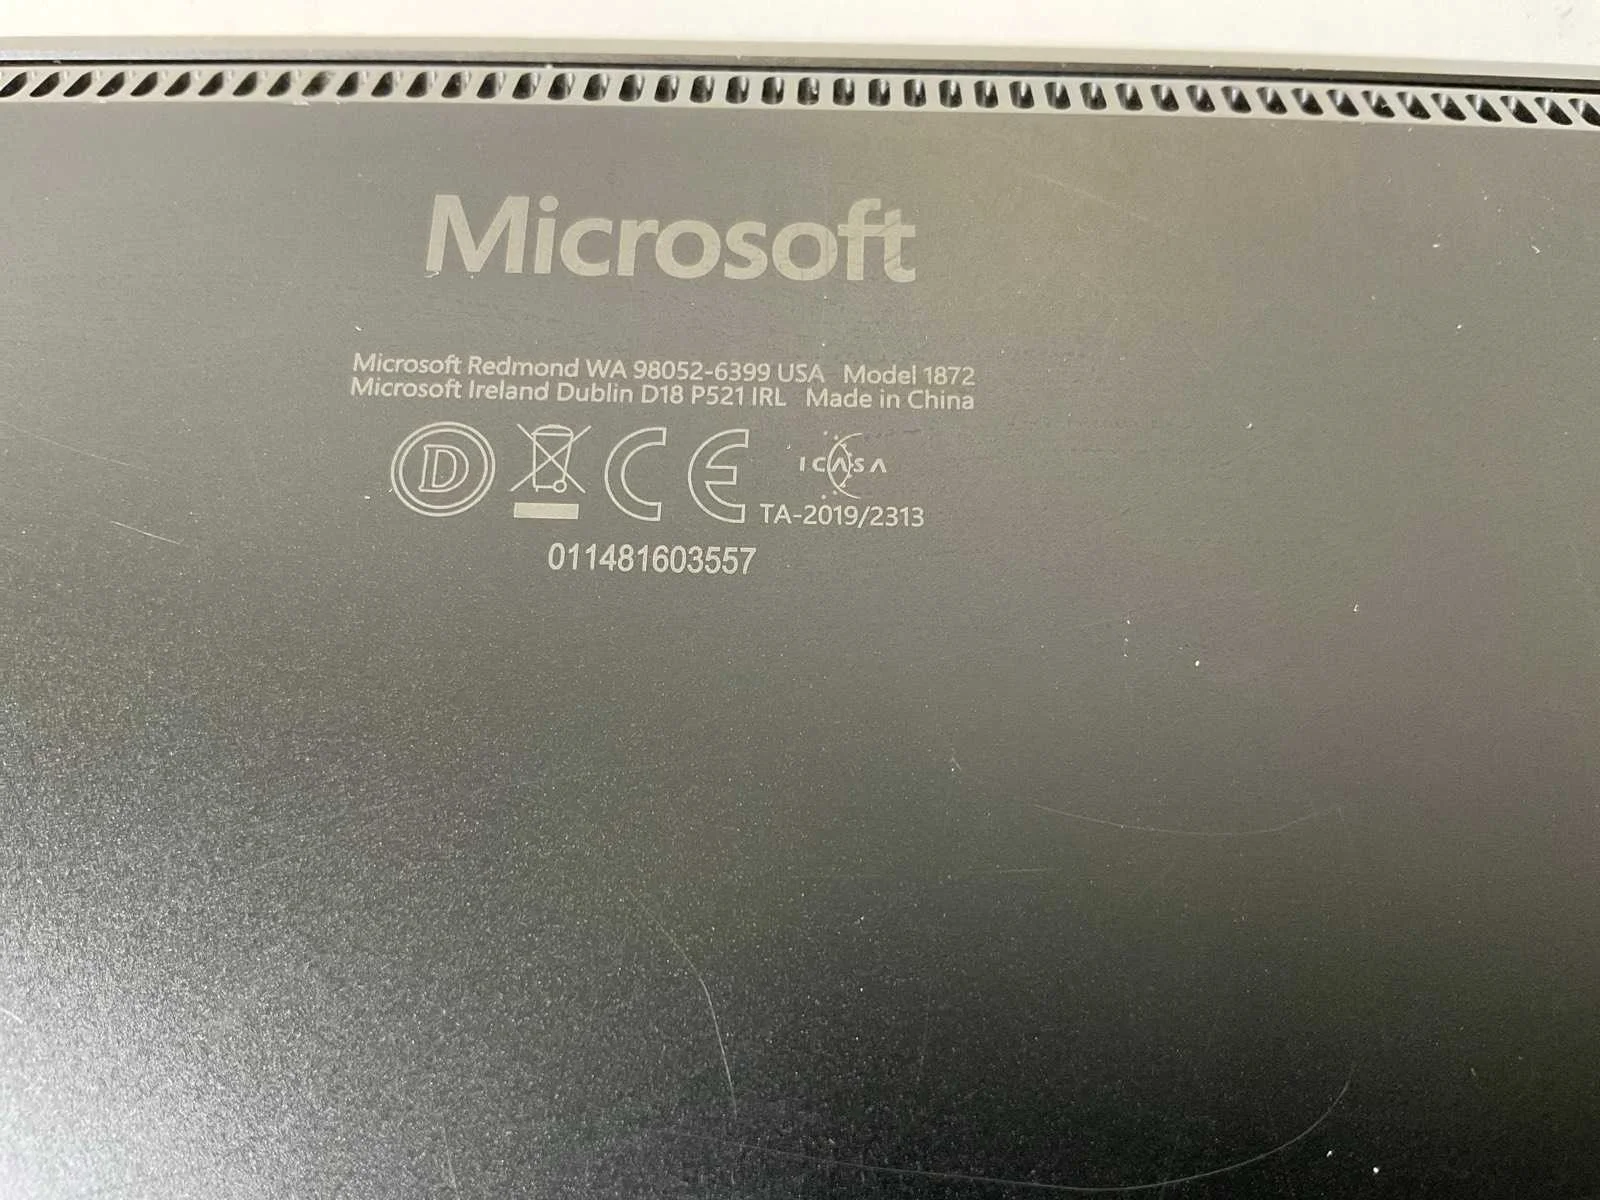 Microsoft
Microsoft Redmond WA 98052-6399 USA Model 1872
Microsoft Ireland Dublin D18 P521 IRL Made in China
D CE ICASA
TA-2019/2313
011481603557